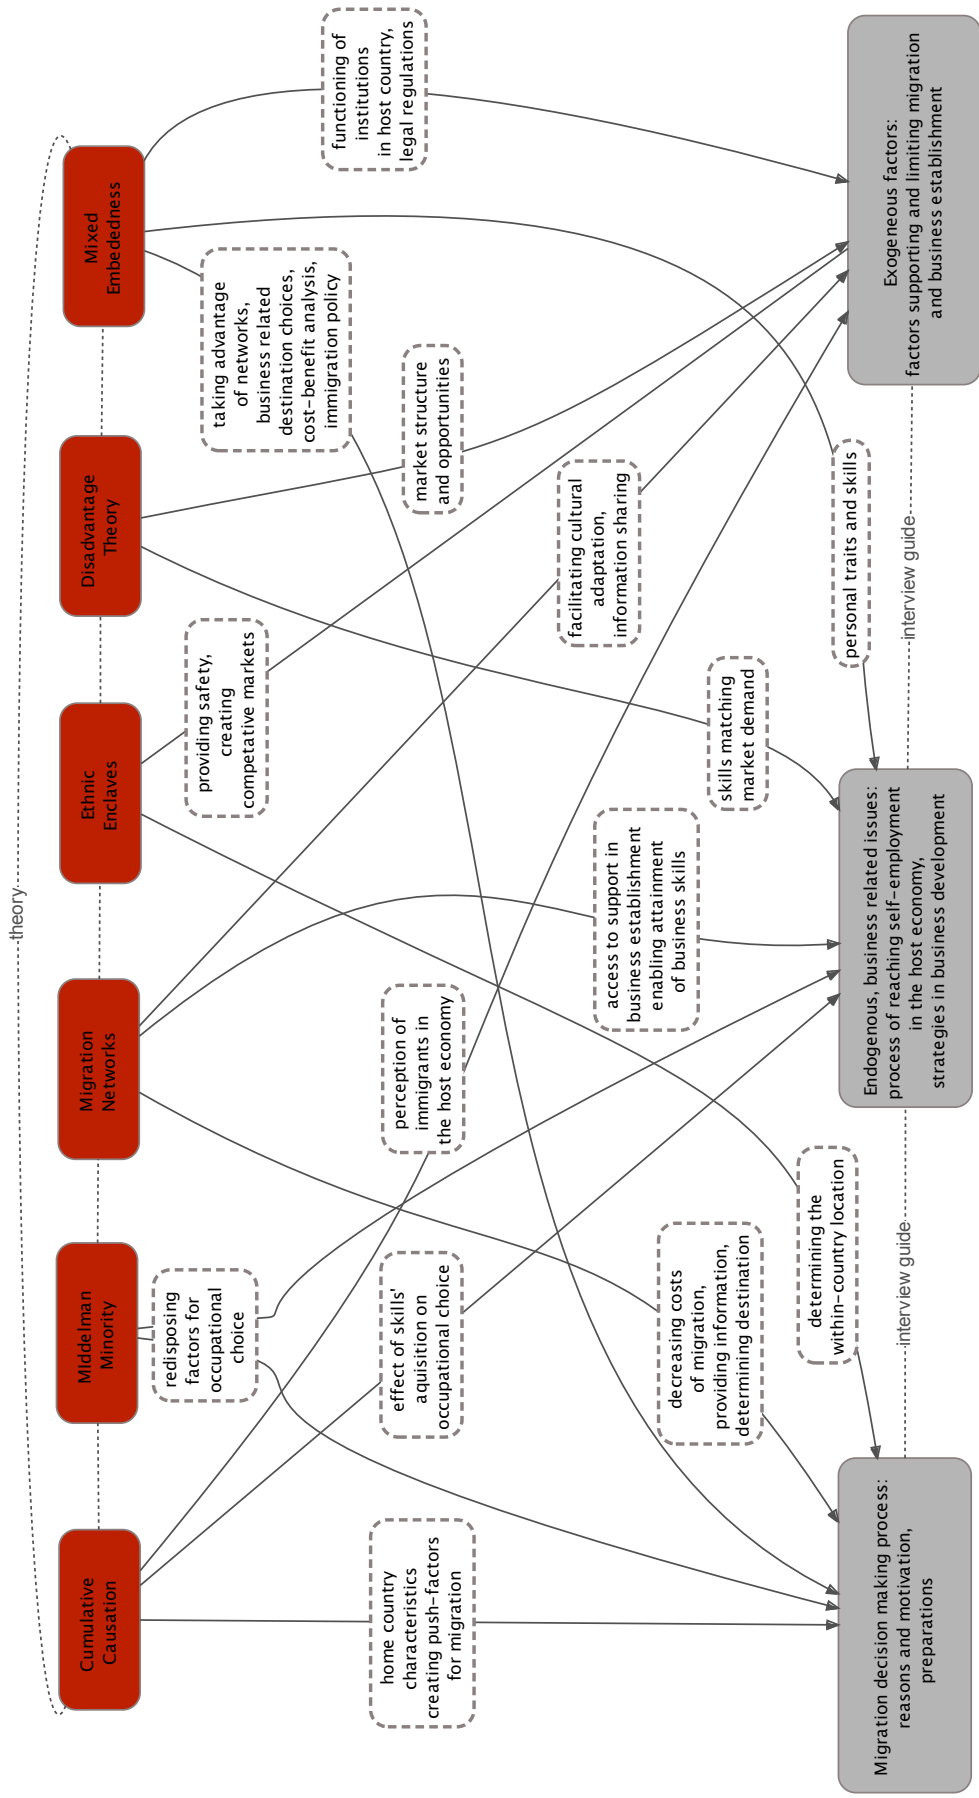 theory
Cumulative
Causation
MIddelman
Minority
Migration
Networks
Ethnic
Enclaves
Disadvantage
Theory
Mixed
Embededness
redisposing
factors for
occupational
choice
providing safety,
creating
competative markets
taking advantage
of networks,
business related
destination choices,
cost-benefit analysis,
immigration policy
functioning of
institutions
in host country,
legal regulations
home country
characteristics
creating push-factors
for migration
effect of skills'
aquisition on
occupational choice
perception of
immigrants in
the host economy
market structure
and opportunities
facilitating cultural
adaptation,
information sharing
access to support in
business establishment
enabling attainment
of business skills
decreasing costs
of migration,
providing information,
determining destination
skills matching
market demand
determining the
within-country location
personal traits and skills
Migration decision making process:
reasons and motivation,
preparations
interview guide
Endogenous, business related issues:
process of reaching self-employment
in the host economy,
strategies in business development
interview guide
Exogeneous factors:
factors supporting and limiting migration
and business establishment